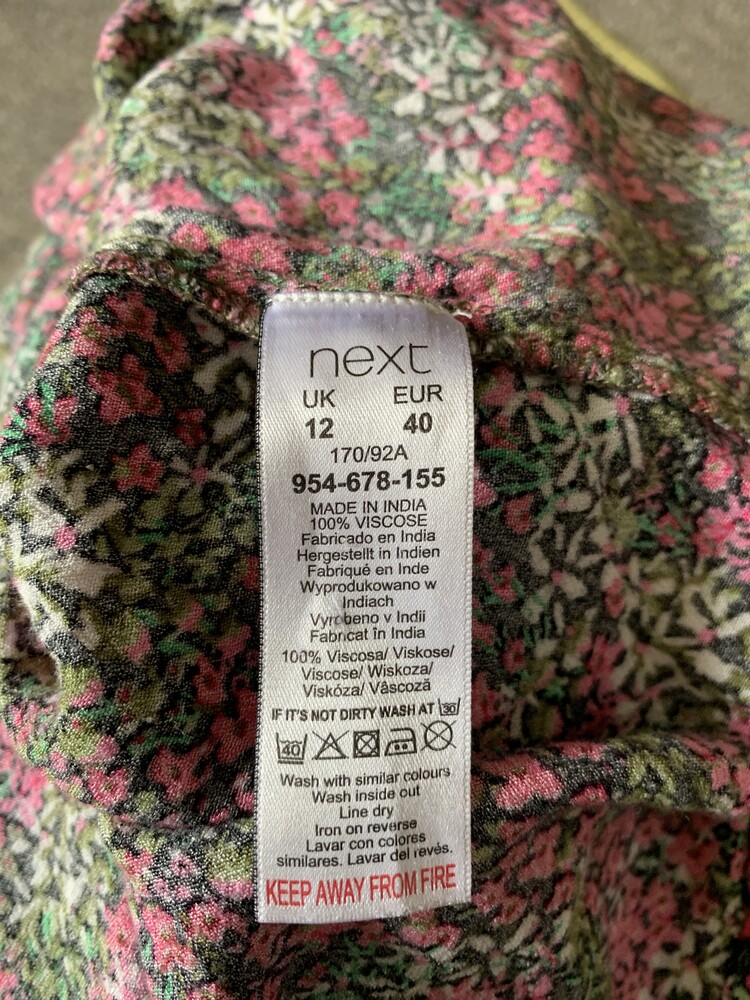 next
UK EUR
12 40
170/92A
954-678-155
MADE IN INDIA
100% VISCOSE
Fabricado en India
Hergestellt in Indien
Fabriqué en Inde
Wyprodukowano w
Indiach
Vyrobeno v Indii
Fabricat în India
100% Viscosa/ Viskose/
Viscose/ Wiskoza/
Viskóza/ Vâscoză
IF IT'S NOT DIRTY WASH AT 30
40
Wash with similar colours
Wash inside out
Line dry
Iron on reverse
Lavar con colores
similares. Lavar del revés.
KEEP AWAY FROM FIRE